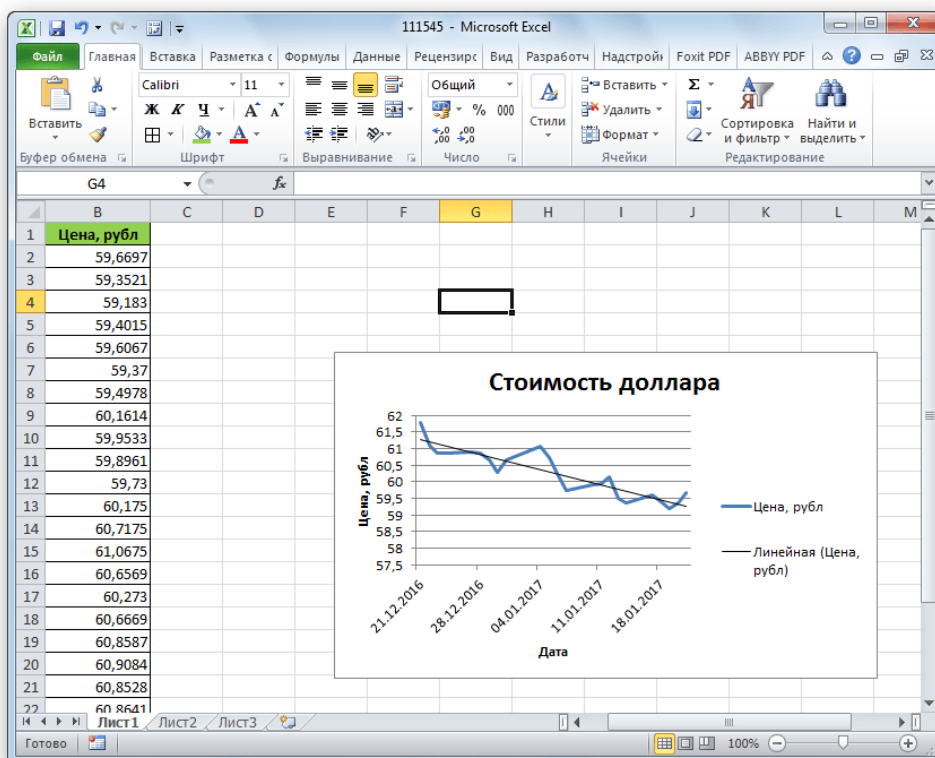 111545 - Microsoft Excel
Файл Главная Вставка Разметка с Формулы Данные Рецензирс Вид Разработч Надстройк Foxit PDF ABBYY PDF
Calibri 11 Общий
Вставить
Ж К Ч
A A
% 000
Стили
Вставить
Удалить
Формат
Σ
Сортировка и фильтр
Найти и выделить
Буфер обмена Шрифт Выравнивание Число Ячейки Редактирование
G4 fx
B C D E F G H I J K L M
1 Цена, рубл
2 59,6697
3 59,3521
4 59,183
5 59,4015
6 59,6067
7 59,37
8 59,4978
9 60,1614
10 59,9533
11 59,8961
12 59,73
13 60,175
14 60,7175
15 61,0675
16 60,6569
17 60,273
18 60,6669
19 60,8587
20 60,9084
21 60,8528
22 60,8641
Стоимость доллара
Цена, рубл
62
61,5
61
60,5
60
59,5
59
58,5
58
57,5
21.12.2016 28.12.2016 04.01.2017 11.01.2017 18.01.2017
Дата
Цена, рубл
Линейная (Цена,
рубл)
Лист1 Лист2 Лист3
Готово 100%